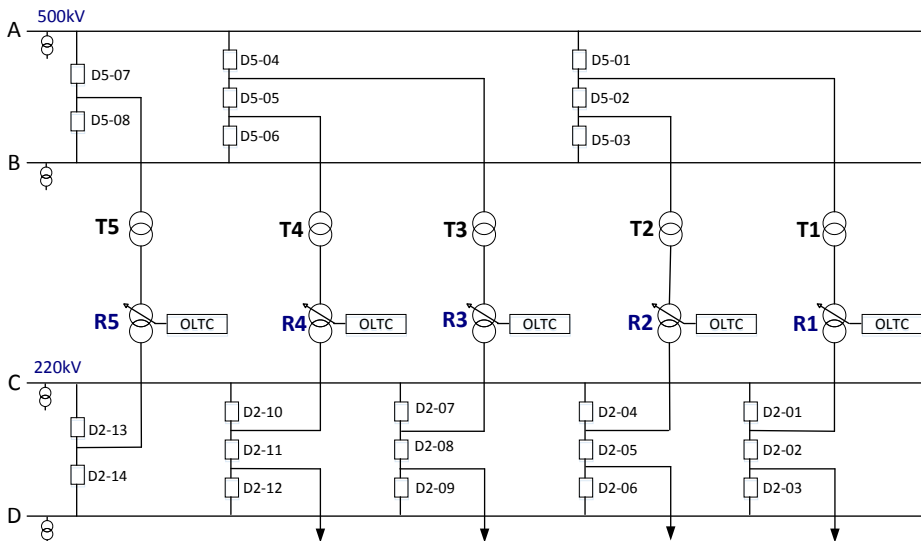 500kV
A
D5-07
D5-08
D5-04
D5-05
D5-06
D5-01
D5-02
D5-03
B
T5
T4
T3
T2
T1
R5
OLTC
R4
OLTC
R3
OLTC
R2
OLTC
R1
OLTC
220kV
C
D2-13
D2-14
D2-10
D2-11
D2-12
D2-07
D2-08
D2-09
D2-04
D2-05
D2-06
D2-01
D2-02
D2-03
D